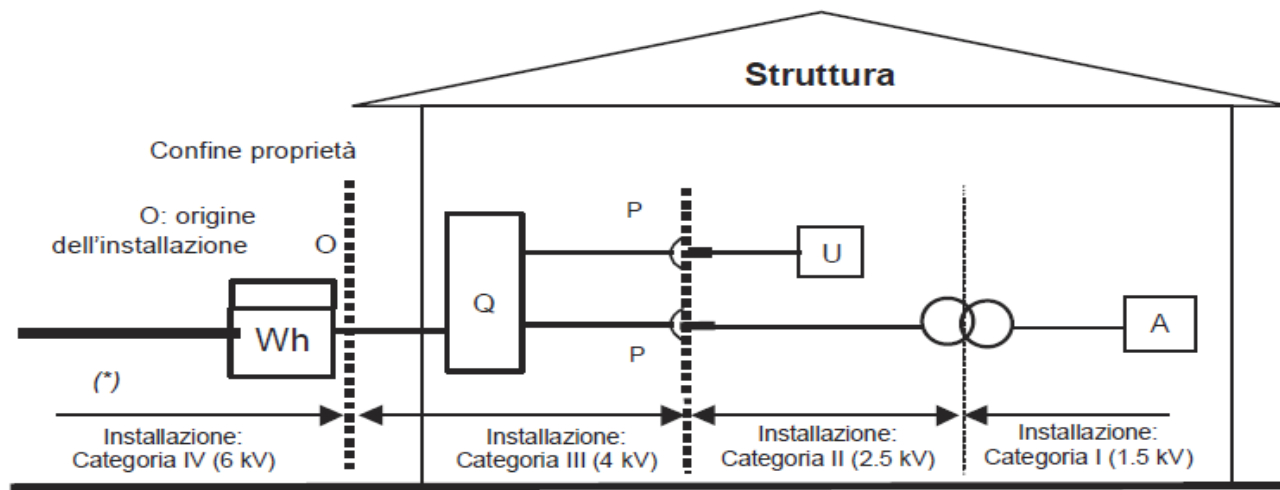 Struttura
Confine proprietà
O: origine
dell'installazione
O
P
U
Q
Wh
A
P
(*)
Installazione:
Categoria IV (6 kV)
Installazione:
Categoria III (4 kV)
Installazione:
Categoria II (2.5 kV)
Installazione:
Categoria I (1.5 kV)